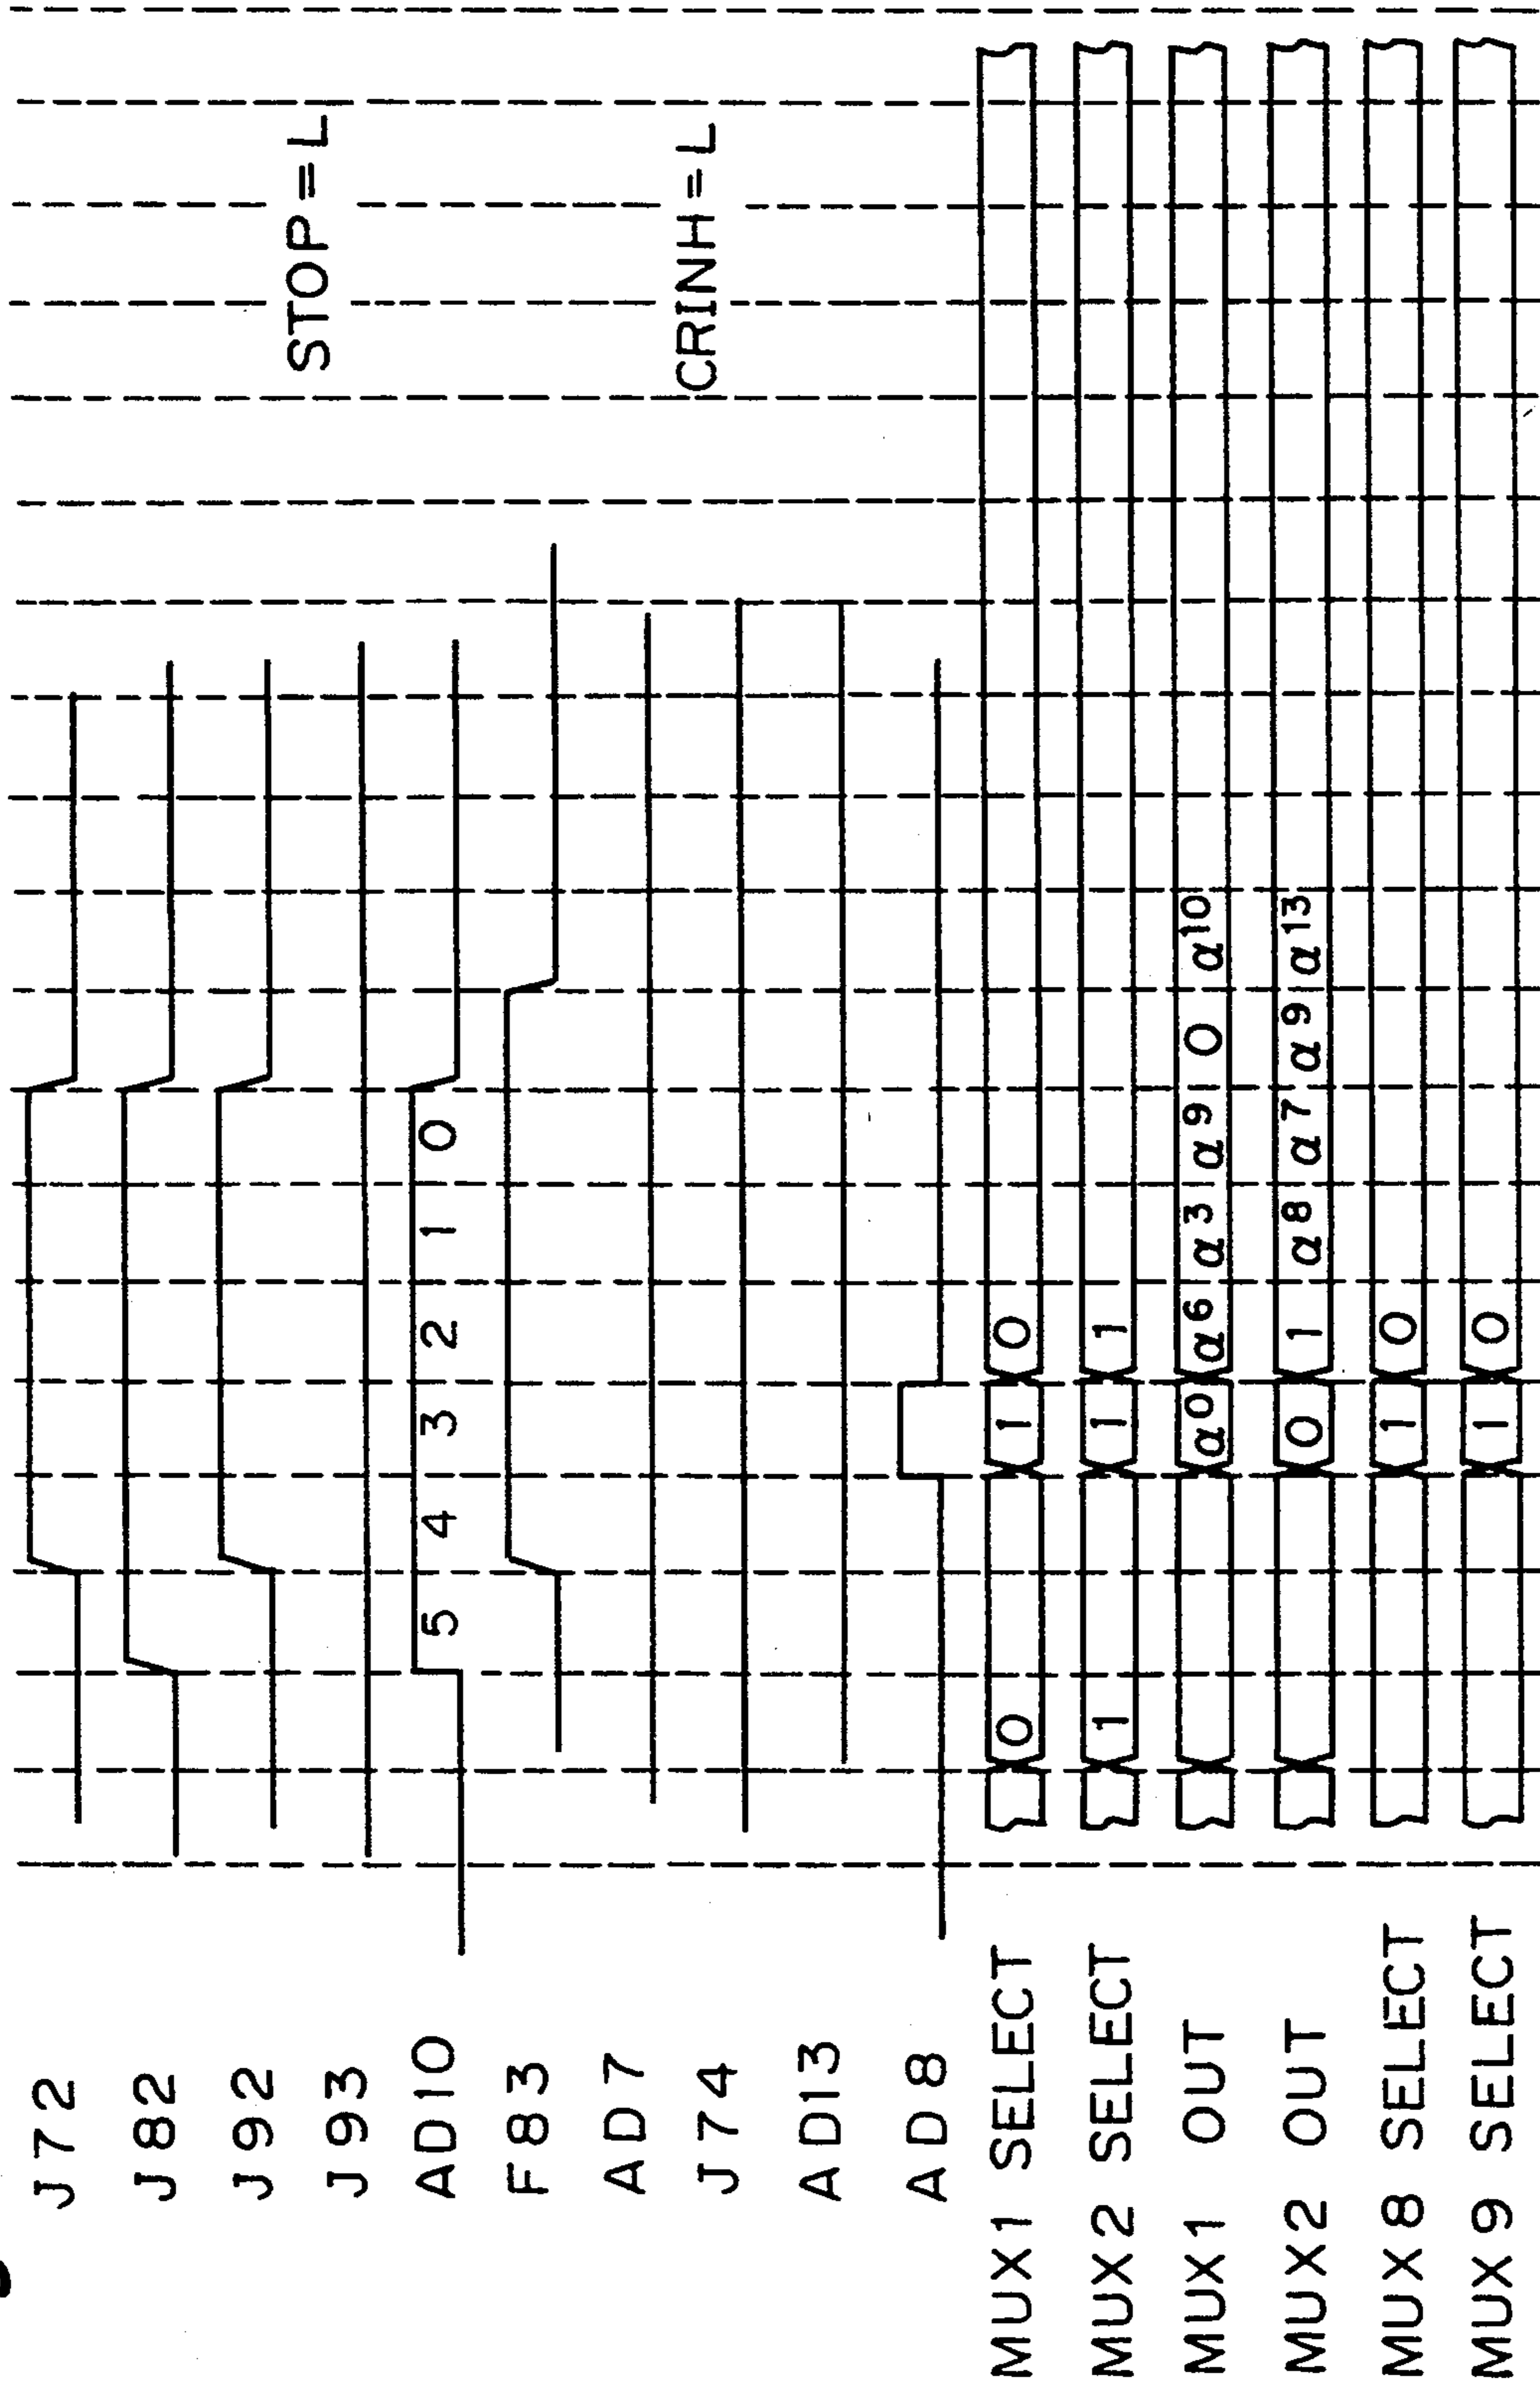 J72
J82
J92
J93
AD10 5 4 3 2 1 0
F83
AD7
J74
AD13
AD8
STOP=L
CRINH=L
MUX1 SELECT 0 1 0
MUX2 SELECT 1 1 1
MUX1 OUT α0 α6 α3 α9 0 α10
MUX2 OUT 0 1 α8 α7 α9 α13
MUX8 SELECT 1 0
MUX9 SELECT 1 0